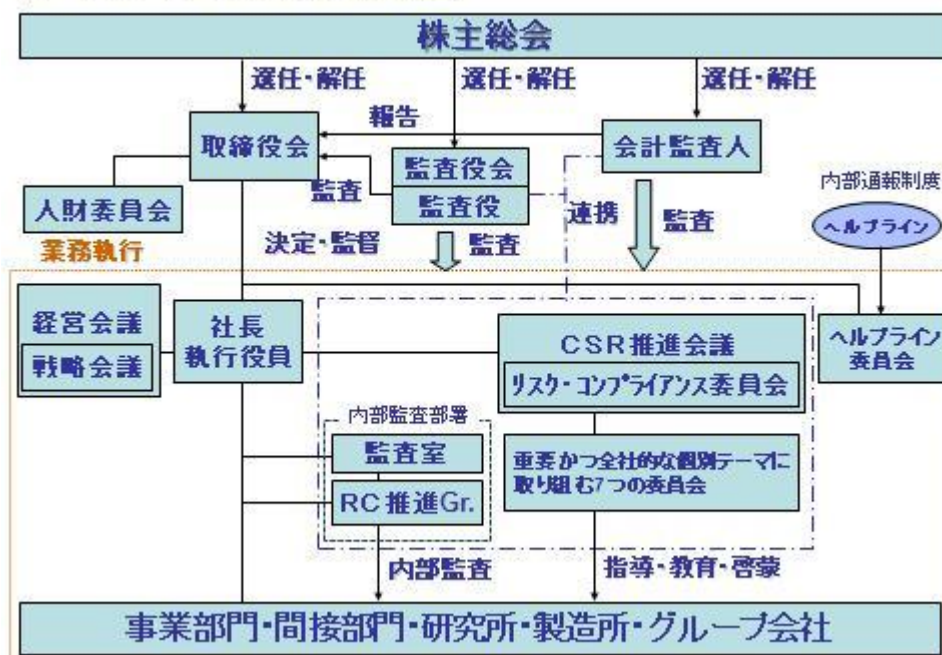 株主総会
選任・解任
選任・解任
選任・解任
報告
取締役会
会計監査人
監査役会
監査役
監査
連携
監査
内部通報制度
ヘルプライン
人財委員会
業務執行
決定・監督
監査
経営会議
戦略会議
社長
執行役員
CSR推進会議
リスク・コンプライアンス委員会
ヘルプライン
委員会
内部監査部署
監査室
RC推進Gr.
重要かつ全社的な個別テーマに
取り組む7つの委員会
内部監査
指導・教育・啓蒙
事業部門・間接部門・研究所・製造所・グループ会社